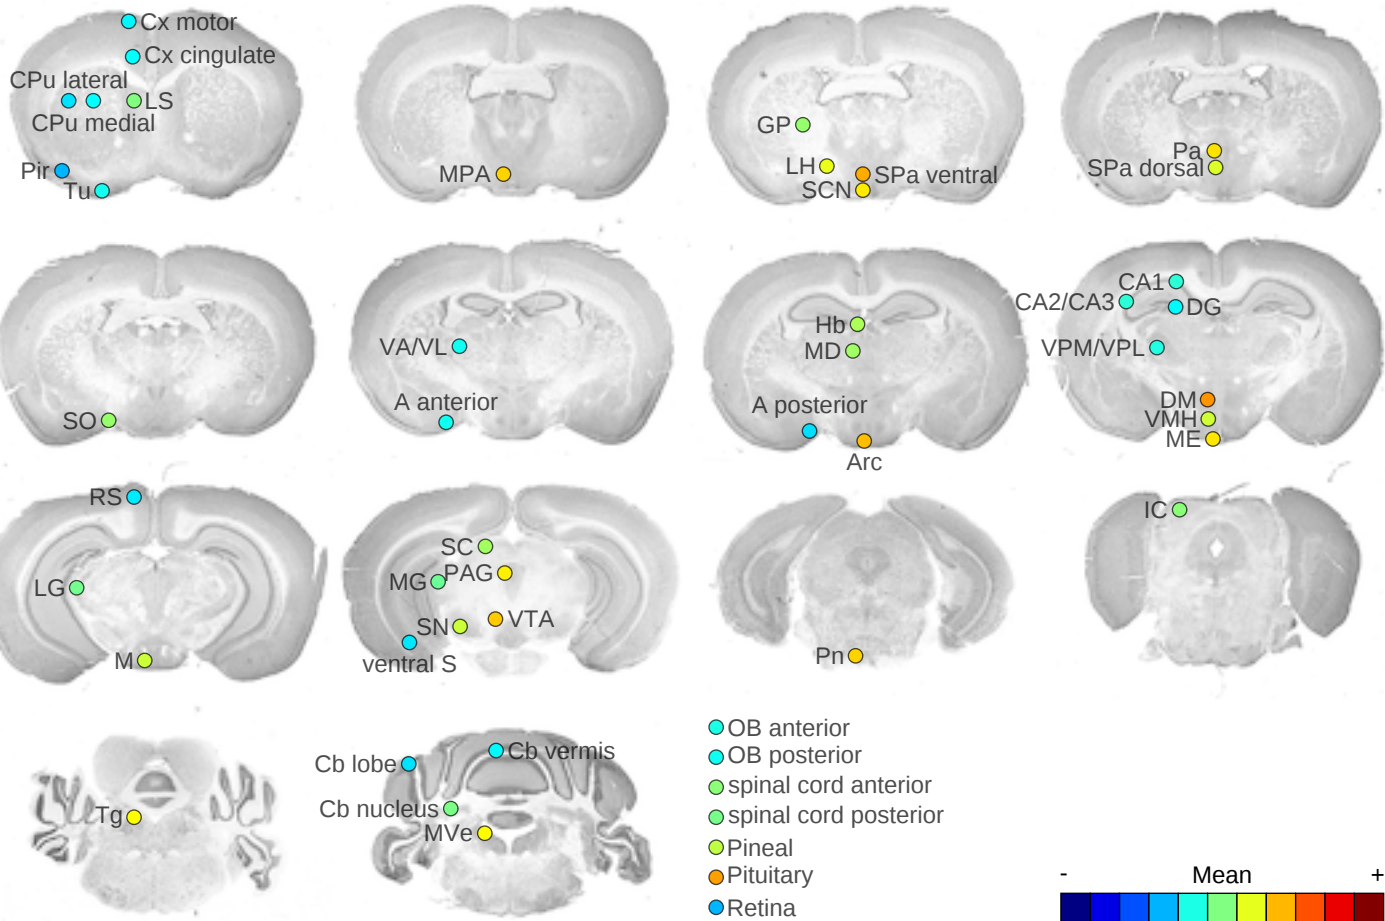 Cx motor
Cx cingulate
CPu lateral
LS
CPu medial
Pir
Tu
MPA
GP
LH
SPa ventral
SCN
Pa
SPa dorsal
SO
VA/VL
A anterior
Hb
MD
A posterior
Arc
CA1
CA2/CA3
DG
VPM/VPL
DM
VMH
ME
RS
LG
M
SC
MG
PAG
SN
VTA
ventral S
Pn
IC
Tg
Cb lobe
Cb vermis
Cb nucleus
MVe
OB anterior
OB posterior
spinal cord anterior
spinal cord posterior
Pineal
Pituitary
Retina
- Mean +